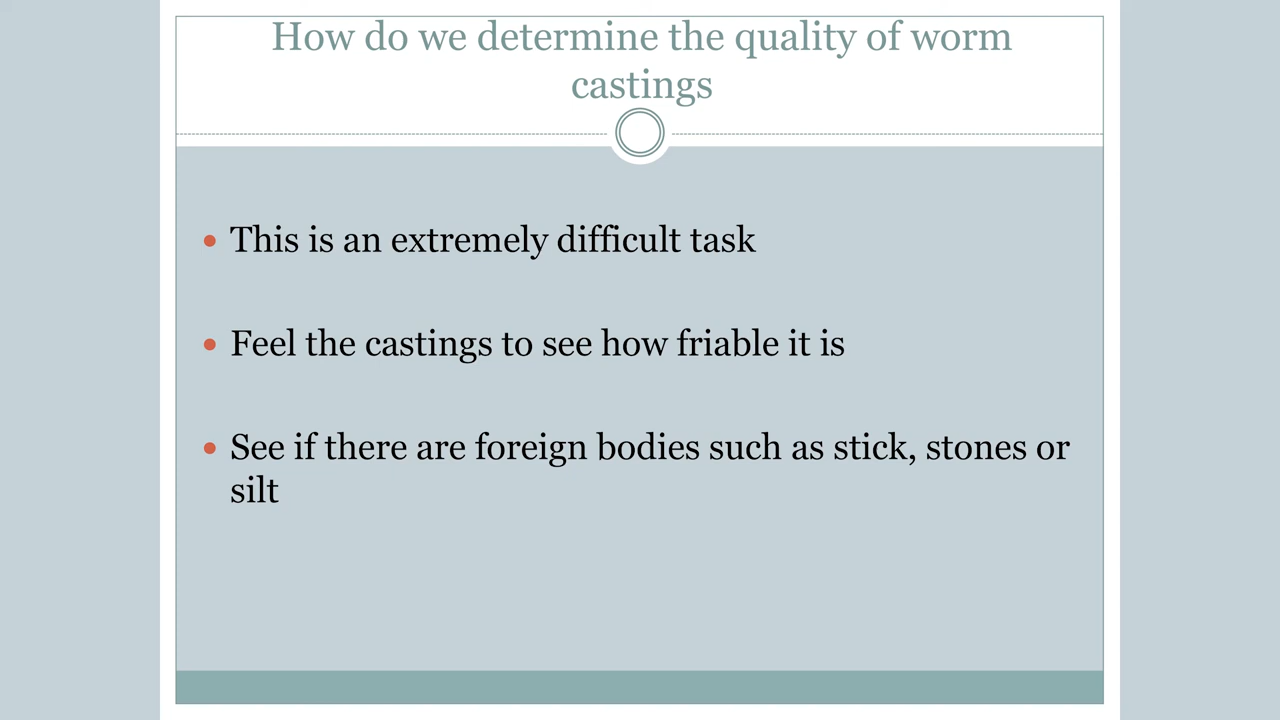 How do we determine the quality of worm
castings
• This is an extremely difficult task
• Feel the castings to see how friable it is
• See if there are foreign bodies such as stick, stones or
silt